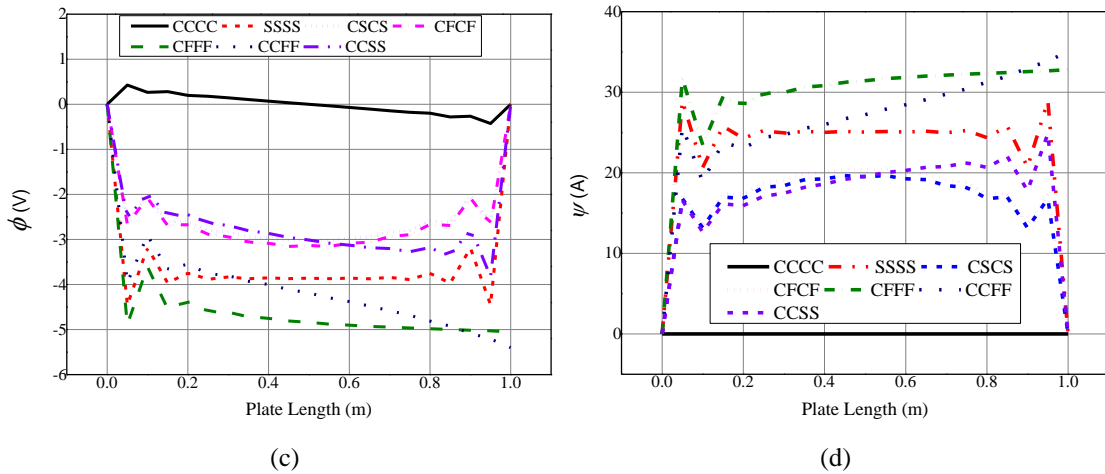 2
1
0
-1
-2
-3
-4
-5
-6
ϕ (V)
CCCC SSSS CSCS CFCF
CFFF CCFF CCSS
0.0 0.2 0.4 0.6 0.8 1.0
Plate Length (m)
(c)
40
30
20
10
0
ψ (A)
CCCC SSSS CSCS
CFCF CFFF CCFF
CCSS
0.0 0.2 0.4 0.6 0.8 1.0
Plate Length (m)
(d)